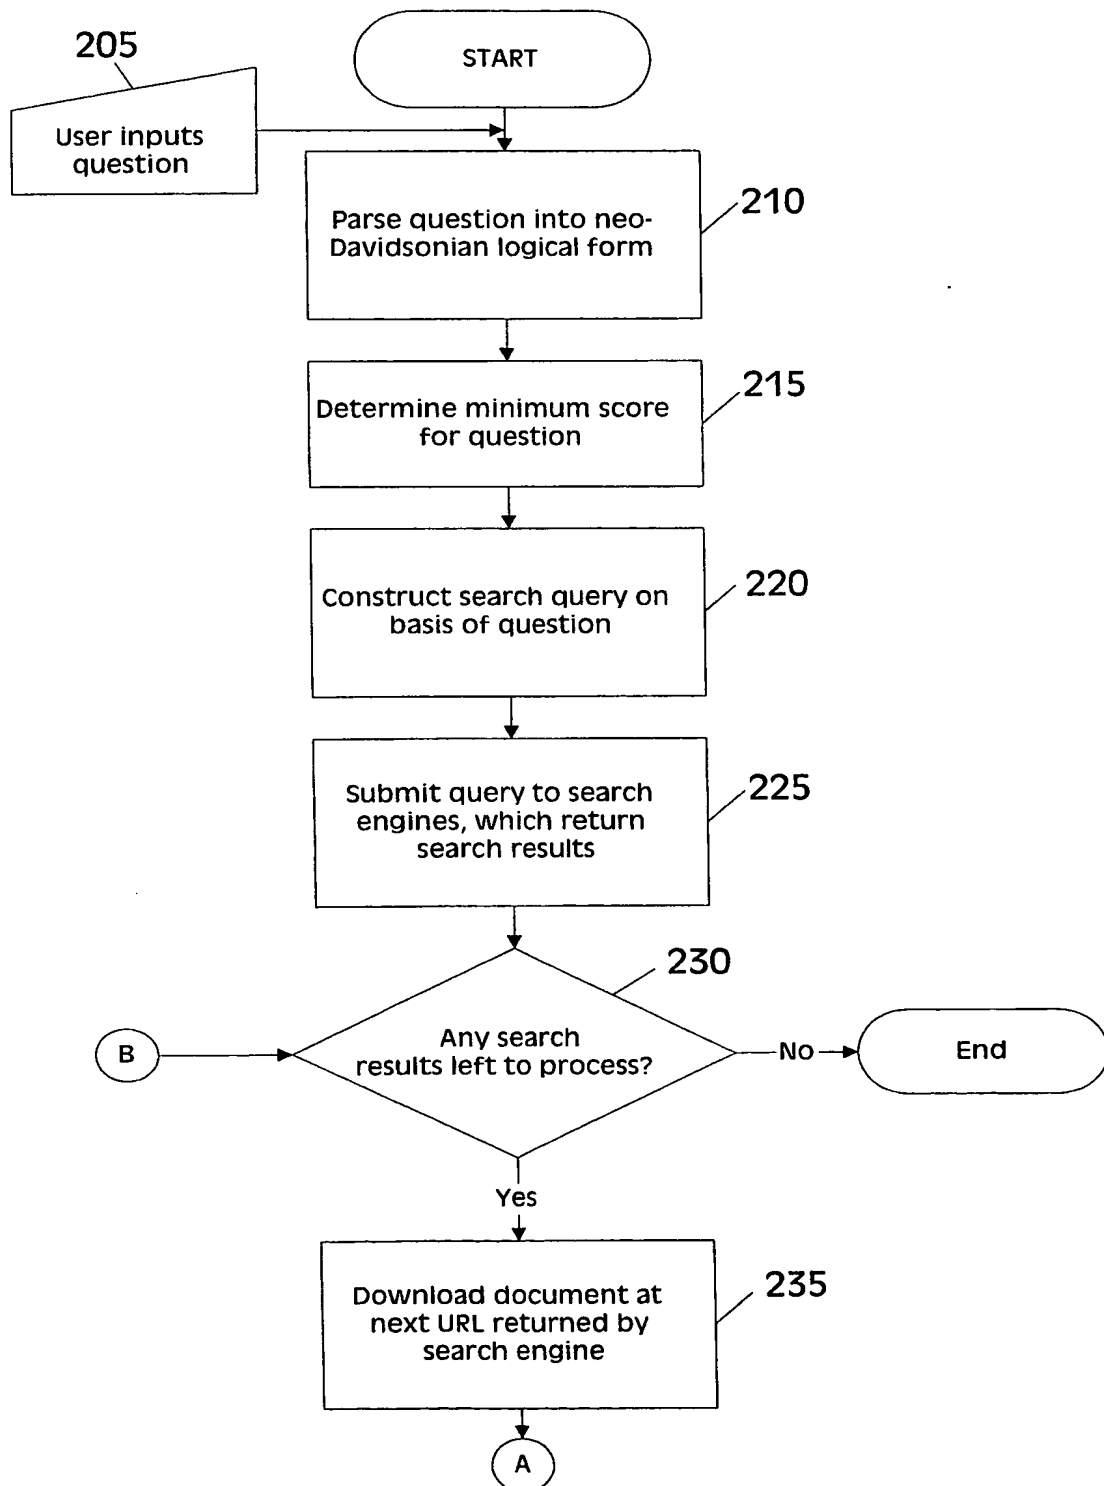 205
START
User inputs
question
210
Parse question into neo-
Davidsonian logical form
215
Determine minimum score
for question
220
Construct search query on
basis of question
225
Submit query to search
engines, which return
search results
230
Any search
results left to process?
B
No
End
Yes
235
Download document at
next URL returned by
search engine
A